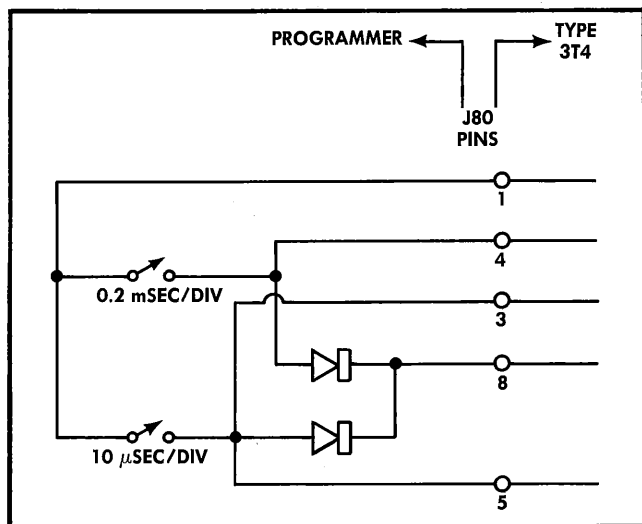 PROGRAMMER
TYPE
3T4
J80
PINS
1
4
0.2 mSEC/DIV
3
8
10 μSEC/DIV
5